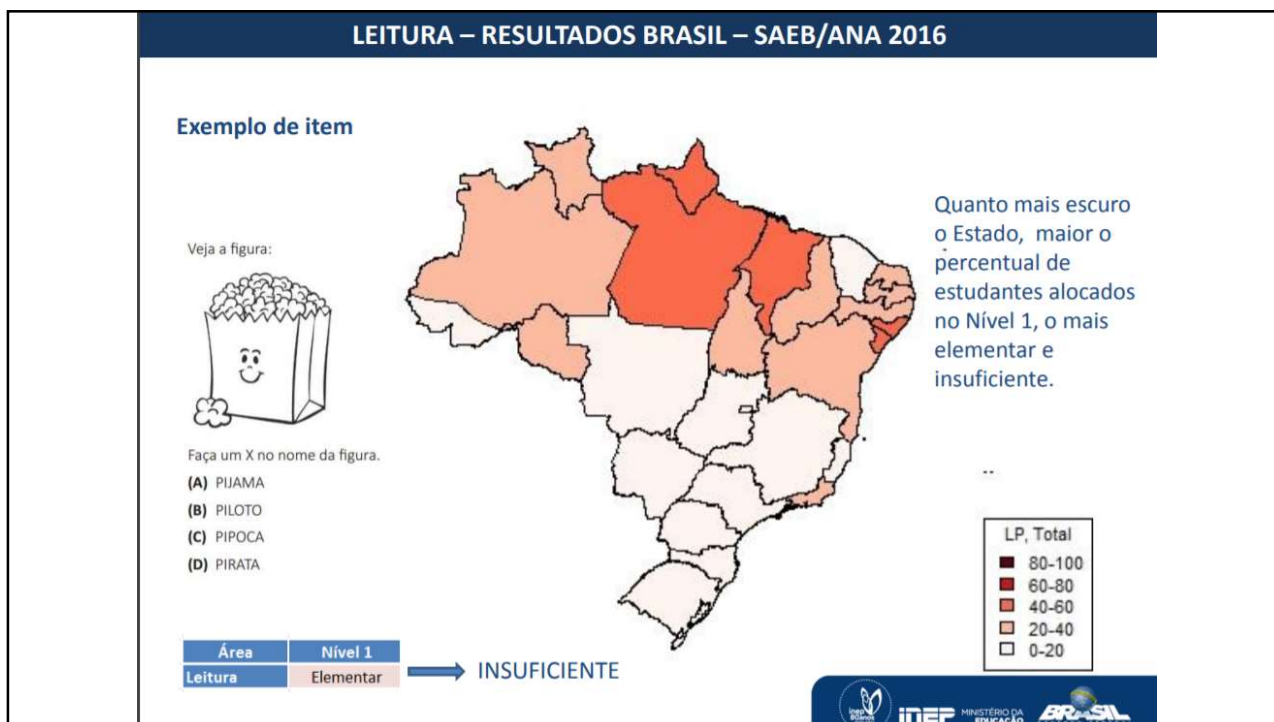 LEITURA – RESULTADOS BRASIL – SAEB/ANA 2016
Exemplo de item
Veja a figura:
Faça um X no nome da figura.
(A) PIJAMA
(B) PILOTO
(C) PIPOCA
(D) PIRATA
Quanto mais escuro
o Estado, maior o
percentual de
estudantes alocados
no Nível 1, o mais
elementar e
insuficiente.
LP, Total
80-100
60-80
40-60
20-40
0-20
Área Nível 1
Leitura Elementar
INSUFICIENTE
inep
80anos
inep
MINISTÉRIO DA
EDUCAÇÃO
BRASIL